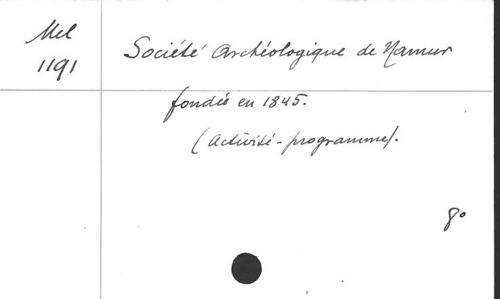 Mel
1191
Société archéologique de Namur
fondée en 1845.
(activité-programme).
8°